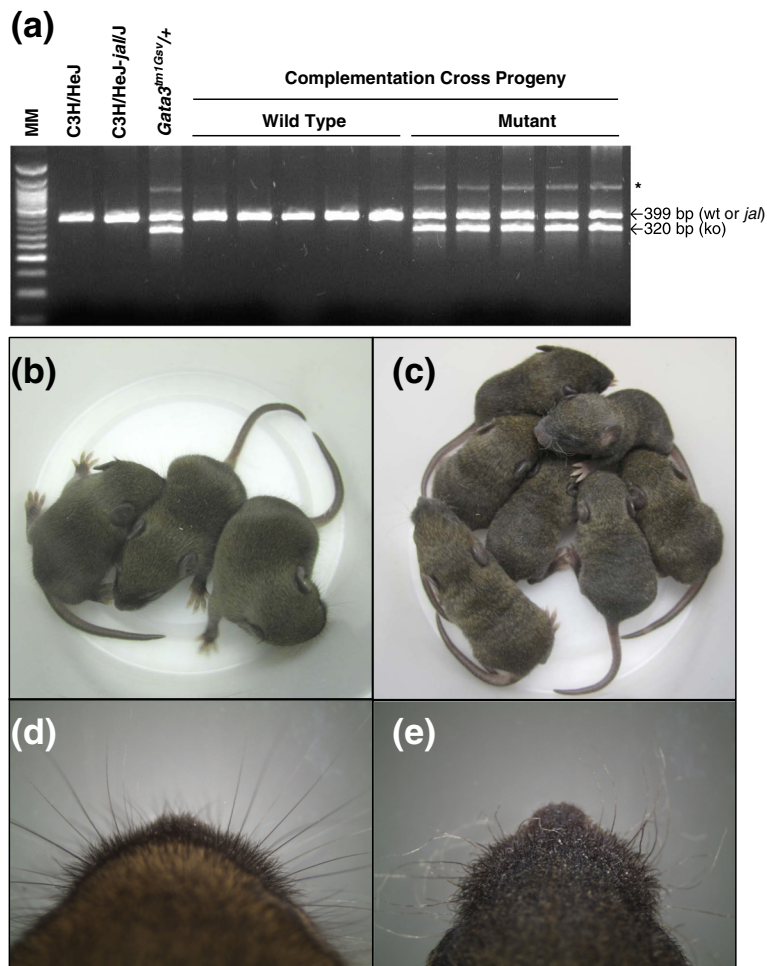 (a)
MM
C3H/HeJ
C3H/HeJ-jal/J
Gata3tm1Gsv/+
Complementation Cross Progeny
Wild Type
Mutant
*
←399 bp (wt or jal)
←320 bp (ko)
(b)
(c)
(d)
(e)